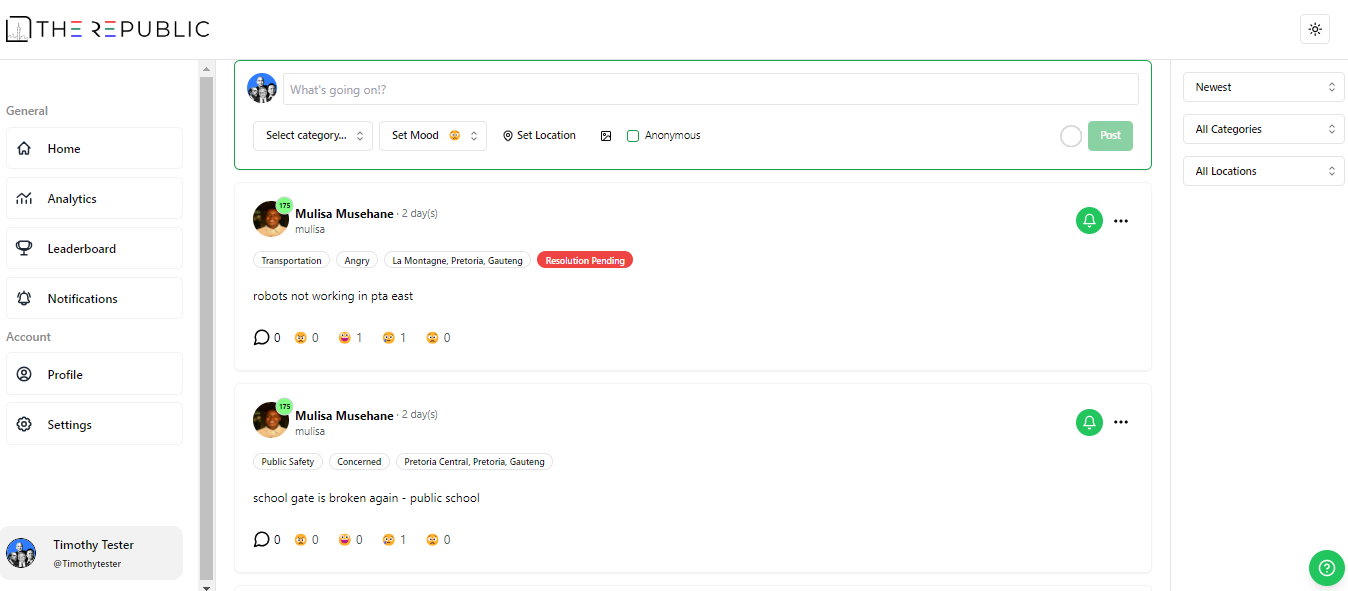 THE REPUBLIC
General
Home
Analytics
Leaderboard
Notifications
Account
Profile
Settings
Timothy Tester
@Timothytester
What's going on!?
Select category...
Set Mood
Set Location
Anonymous
Post
175
Mulisa Musehane · 2 day(s)
mulisa
Transportation
Angry
La Montagne, Pretoria, Gauteng
Resolution Pending
robots not working in pta east
0 0 1 1 0
175
Mulisa Musehane · 2 day(s)
mulisa
Public Safety
Concerned
Pretoria Central, Pretoria, Gauteng
school gate is broken again - public school
0 0 0 1 0
Newest
All Categories
All Locations